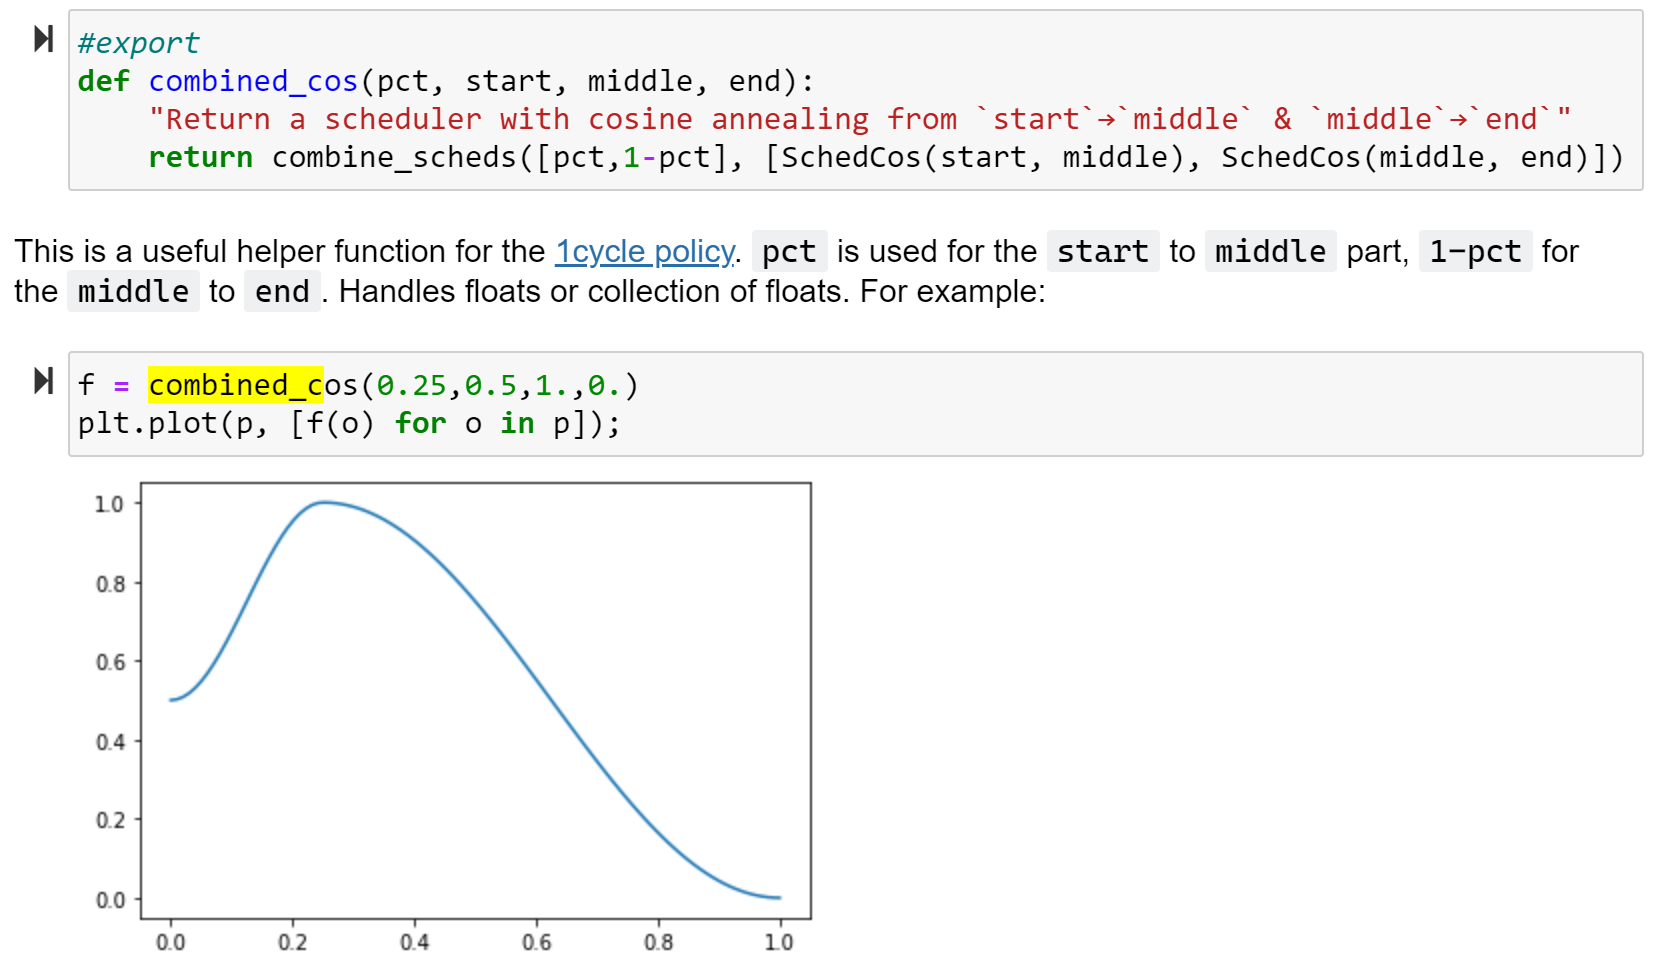 #export
def combined_cos(pct, start, middle, end):
    "Return a scheduler with cosine annealing from `start`→`middle` & `middle`→`end`"
    return combine_scheds([pct,1-pct], [SchedCos(start, middle), SchedCos(middle, end)])
This is a useful helper function for the 1cycle policy. pct is used for the start to middle part, 1-pct for
the middle to end. Handles floats or collection of floats. For example:
f = combined_cos(0.25,0.5,1.,0.)
plt.plot(p, [f(o) for o in p]);
1.0
0.8
0.6
0.4
0.2
0.0
0.0 0.2 0.4 0.6 0.8 1.0